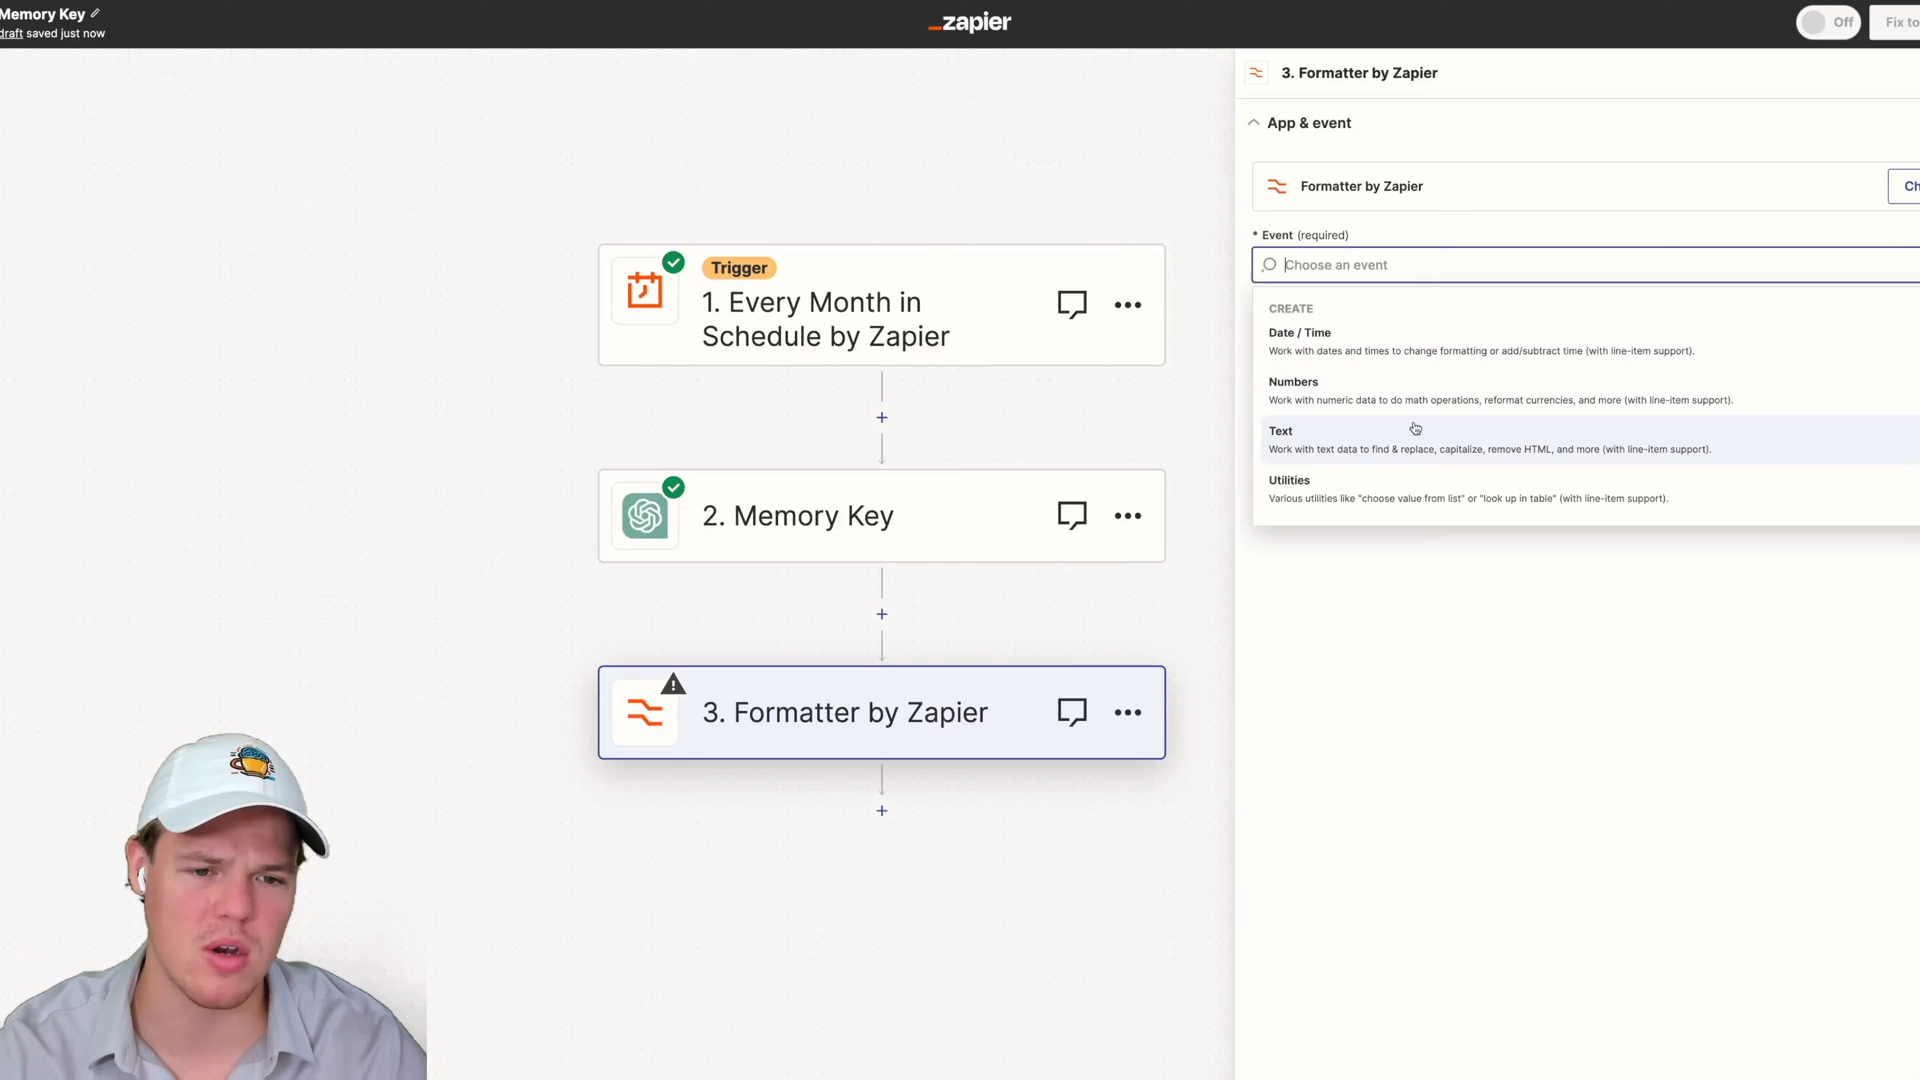 Memory Key
draft saved just now
zapier
Off
Fix to
3. Formatter by Zapier
App & event
Formatter by Zapier
Ch
* Event (required)
Choose an event
CREATE
Date / Time
Work with dates and times to change formatting or add/subtract time (with line-item support).
Numbers
Work with numeric data to do math operations, reformat currencies, and more (with line-item support).
Text
Work with text data to find & replace, capitalize, remove HTML, and more (with line-item support).
Utilities
Various utilities like "choose value from list" or "look up in table" (with line-item support).
Trigger
1. Every Month in
Schedule by Zapier
2. Memory Key
3. Formatter by Zapier